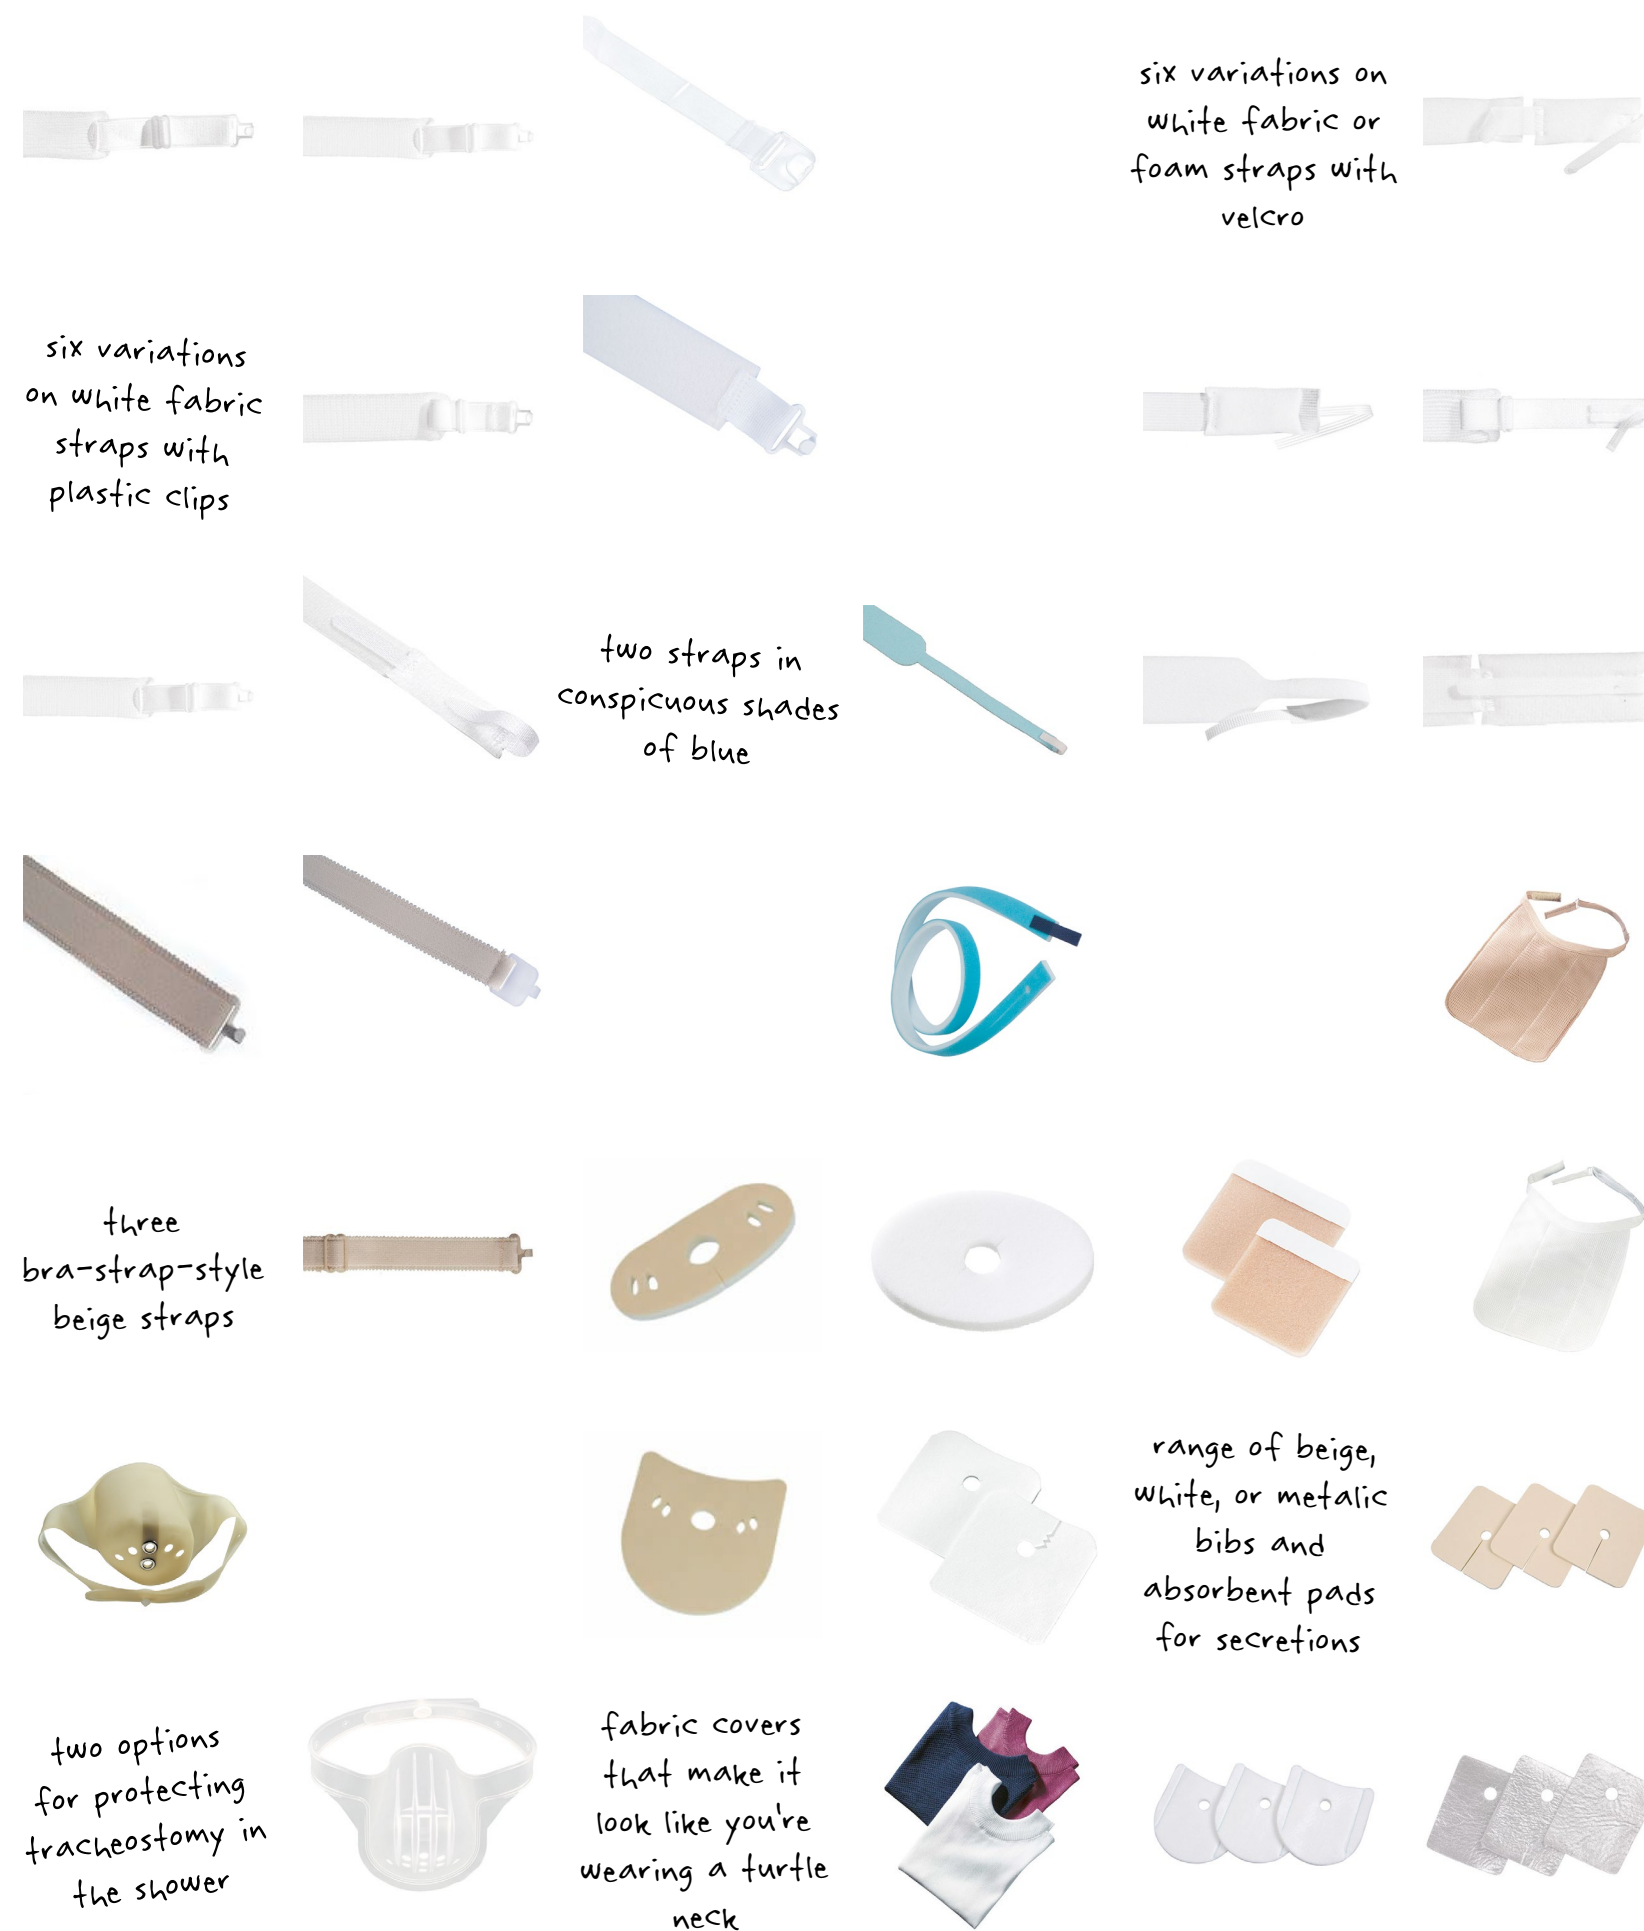 six variations on
white fabric or
foam straps with
velcro
six variations
on white fabric
straps with
plastic clips
two straps in
conspicuous shades
of blue
three
bra-strap-style
beige straps
range of beige,
white, or metalic
bibs and
absorbent pads
for secretions
two options
for protecting
tracheostomy in
the shower
fabric covers
that make it
look like you're
wearing a turtle
neck